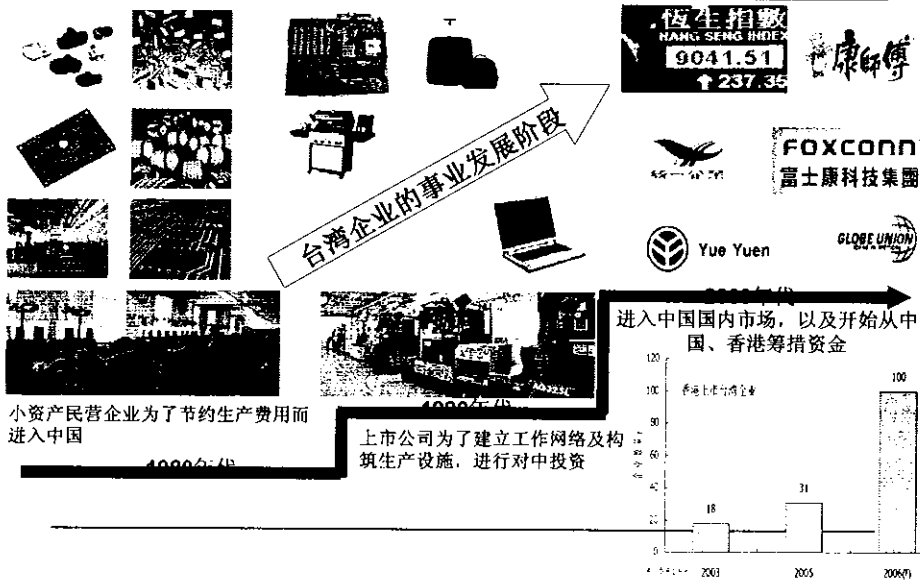 恆生指數
HANG SENG INDEX
9041.51
237.35
康師傅
台湾企业的事业发展阶段
FOXCONN
富士康科技集團
Yue Yuen
GLOBE UNION
进入中国国内市场，以及开始从中
国、香港筹措资金
小资产民营企业为了节约生产费用而
进入中国
上市公司为了建立工作网络及构
筑生产设施，进行对中投资
香港上市台湾企业
120
100
80
60
40
20
0
18
31
100
2003
2005